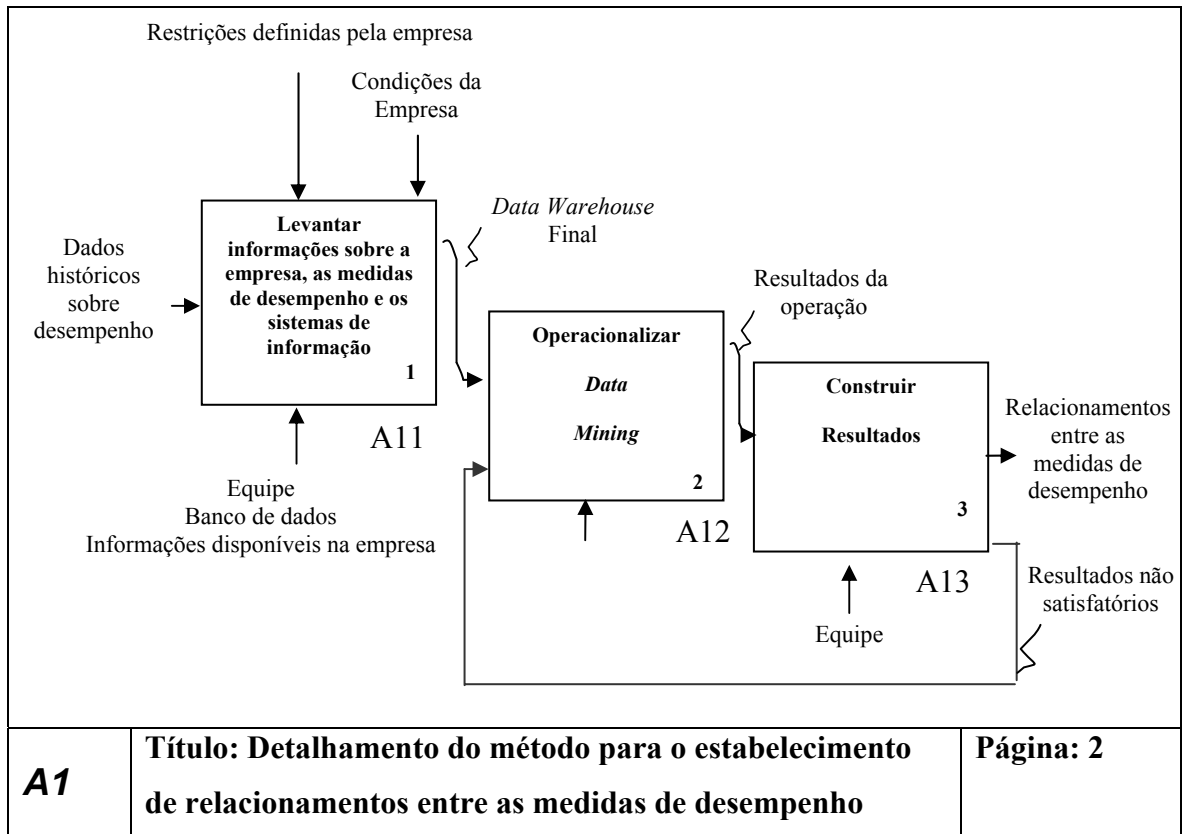 Restrições definidas pela empresa
Condições da
Empresa
Levantar
informações sobre a
empresa, as medidas
de desempenho e os
sistemas de
informação
1
A11
Dados
históricos
sobre
desempenho
Equipe
Banco de dados
Informações disponíveis na empresa
Data Warehouse
Final
Operacionalizar
Data
Mining
2
A12
Resultados da
operação
Construir
Resultados
3
A13
Equipe
Relacionamentos
entre as
medidas de
desempenho
Resultados não
satisfatórios
A1
Título: Detalhamento do método para o estabelecimento
de relacionamentos entre as medidas de desempenho
Página: 2